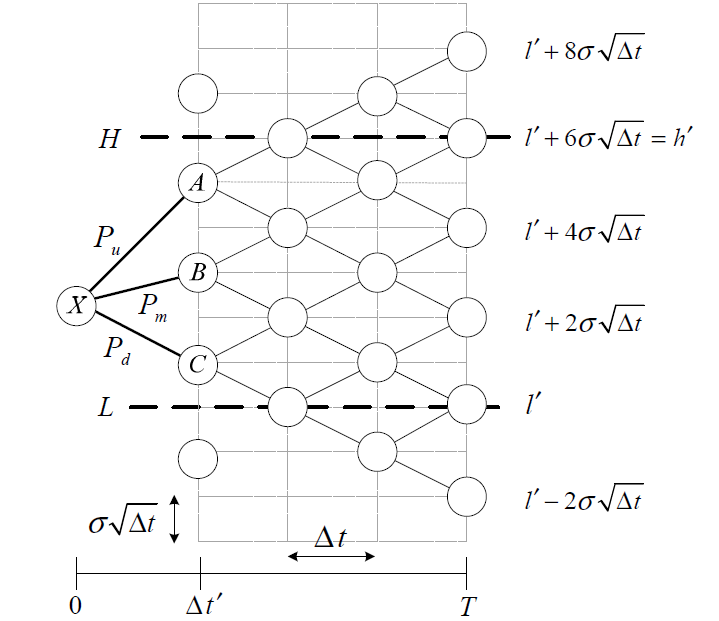 l′ + 8σ√Δt
H
l′ + 6σ√Δt = h′
A
P_u
l′ + 4σ√Δt
B
X
P_m
l′ + 2σ√Δt
P_d
C
L
l′
l′ − 2σ√Δt
σ√Δt
Δt
0
Δt′
T